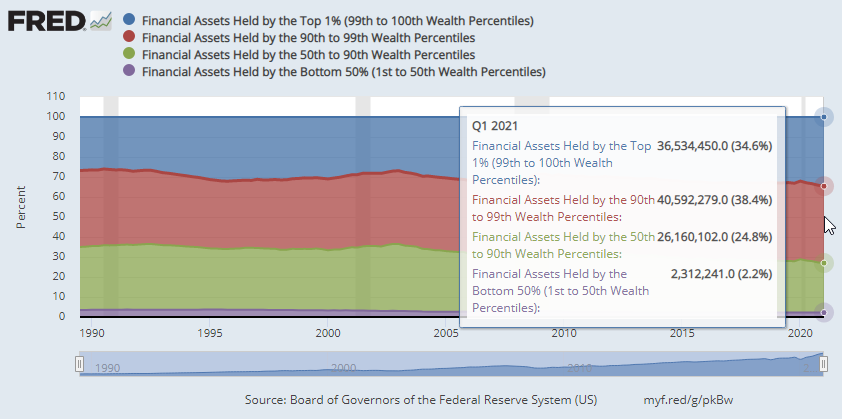 FRED
Financial Assets Held by the Top 1% (99th to 100th Wealth Percentiles)
Financial Assets Held by the 90th to 99th Wealth Percentiles
Financial Assets Held by the 50th to 90th Wealth Percentiles
Financial Assets Held by the Bottom 50% (1st to 50th Wealth Percentiles)
110
100
90
80
70
60
50
40
30
20
10
0
Percent
Q1 2021
Financial Assets Held by the Top 36,534,450.0 (34.6%)
1% (99th to 100th Wealth
Percentiles):
Financial Assets Held by the 90th 40,592,279.0 (38.4%)
to 99th Wealth Percentiles:
Financial Assets Held by the 50th 26,160,102.0 (24.8%)
to 90th Wealth Percentiles:
Financial Assets Held by the 2,312,241.0 (2.2%)
Bottom 50% (1st to 50th Wealth
Percentiles):
1990 1995 2000 2005 2010 2015 2020
1990 2000 2010
Source: Board of Governors of the Federal Reserve System (US) myf.red/g/pkBw